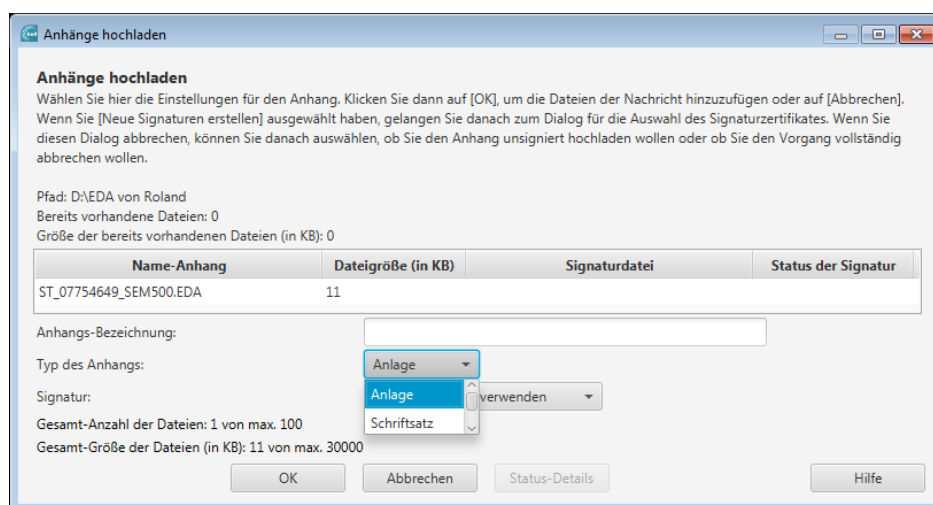 Anhänge hochladen
Anhänge hochladen
Wählen Sie hier die Einstellungen für den Anhang. Klicken Sie dann auf [OK], um die Dateien der Nachricht hinzuzufügen oder auf [Abbrechen].
Wenn Sie [Neue Signaturen erstellen] ausgewählt haben, gelangen Sie danach zum Dialog für die Auswahl des Signaturzertifikates. Wenn Sie
diesen Dialog abbrechen, können Sie danach auswählen, ob Sie den Anhang unsigniert hochladen wollen oder ob Sie den Vorgang vollständig
abbrechen wollen.
Pfad: D:\EDA von Roland
Bereits vorhandene Dateien: 0
Größe der bereits vorhandenen Dateien (in KB): 0
Name-Anhang Dateigröße (in KB) Signaturdatei Status der Signatur
ST_07754649_SEM500.EDA 11
Anhangs-Bezeichnung:
Typ des Anhangs: Anlage
Anlage
Signatur: verwenden
Schriftsatz
Gesamt-Anzahl der Dateien: 1 von max. 100
Gesamt-Größe der Dateien (in KB): 11 von max. 30000
OK Abbrechen Status-Details Hilfe